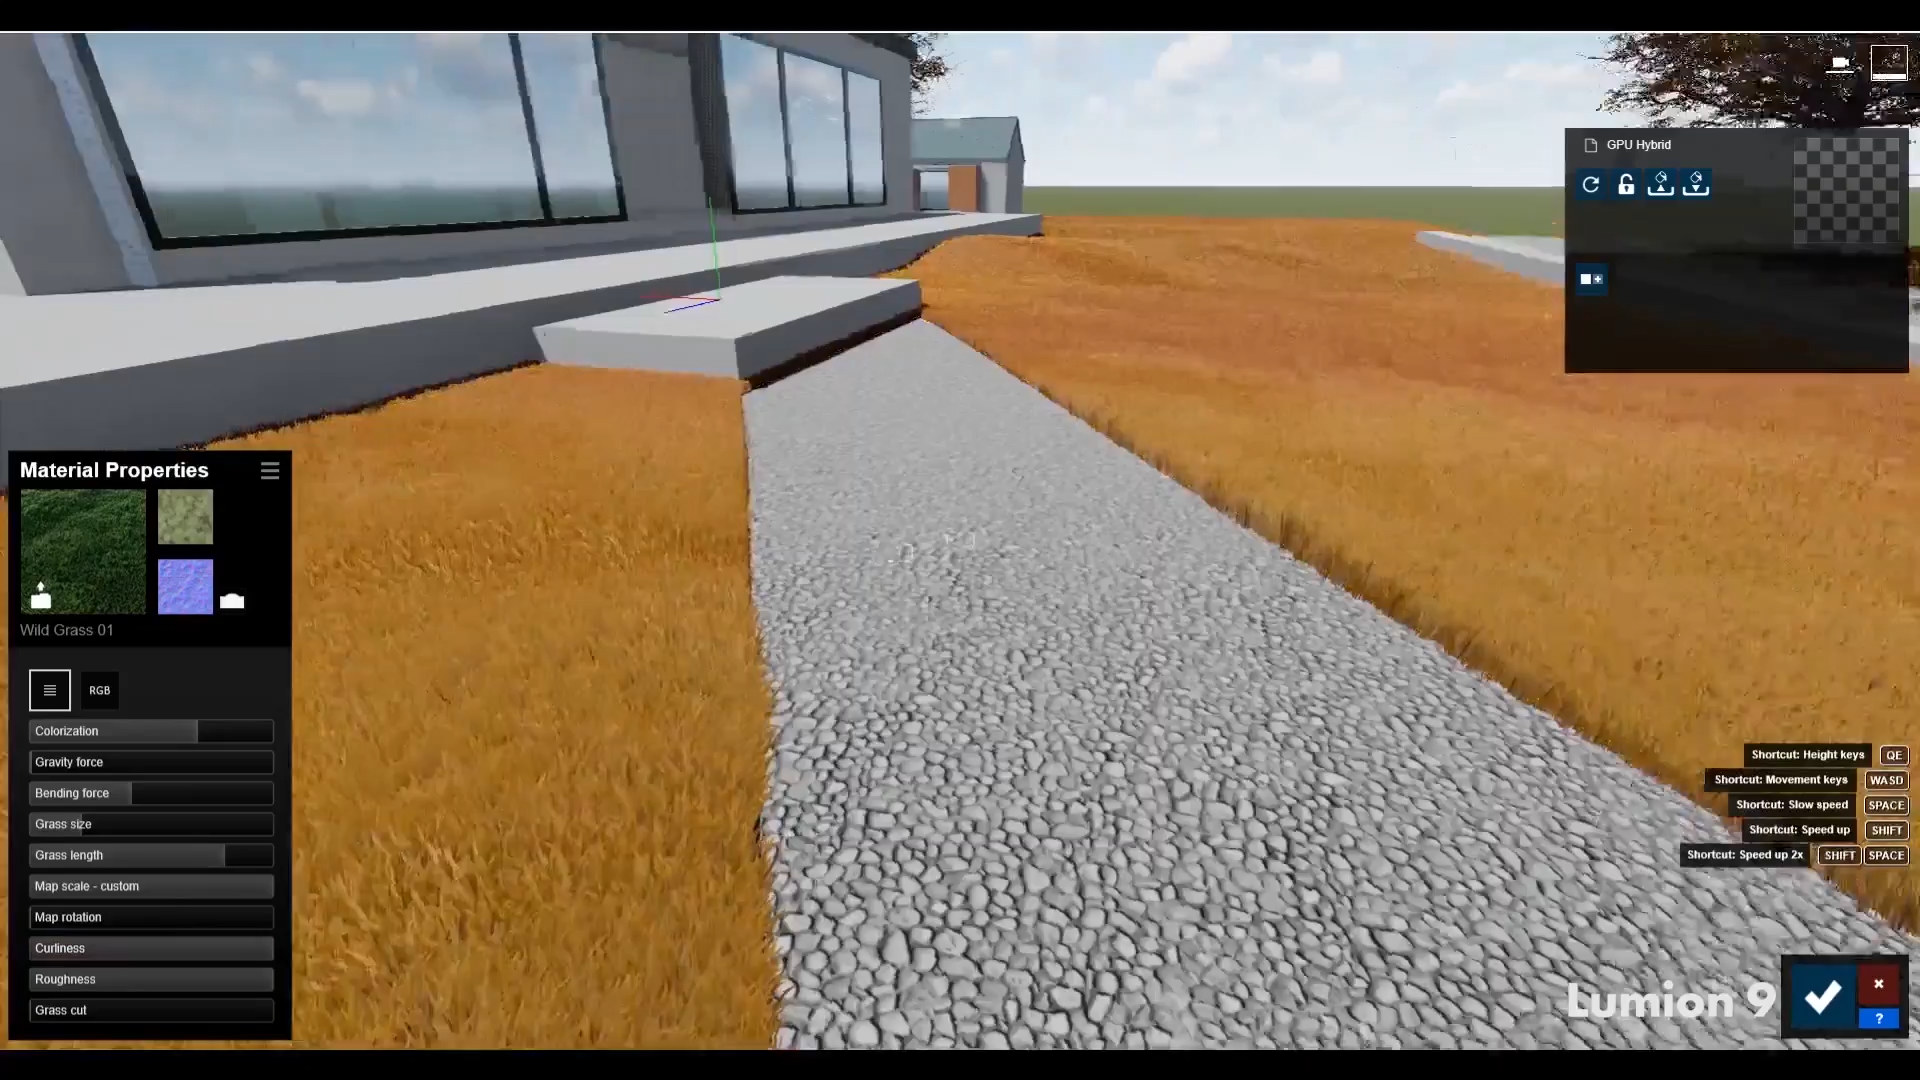 GPU Hybrid
Material Properties
Wild Grass 01
RGB
Colorization
Gravity force
Bending force
Grass size
Grass length
Map scale - custom
Map rotation
Curliness
Roughness
Grass cut
Shortcut: Height keys QE
Shortcut: Movement keys WASD
Shortcut: Slow speed SPACE
Shortcut: Speed up SHIFT
Shortcut: Speed up 2x SHIFT SPACE
Lumion 9
?